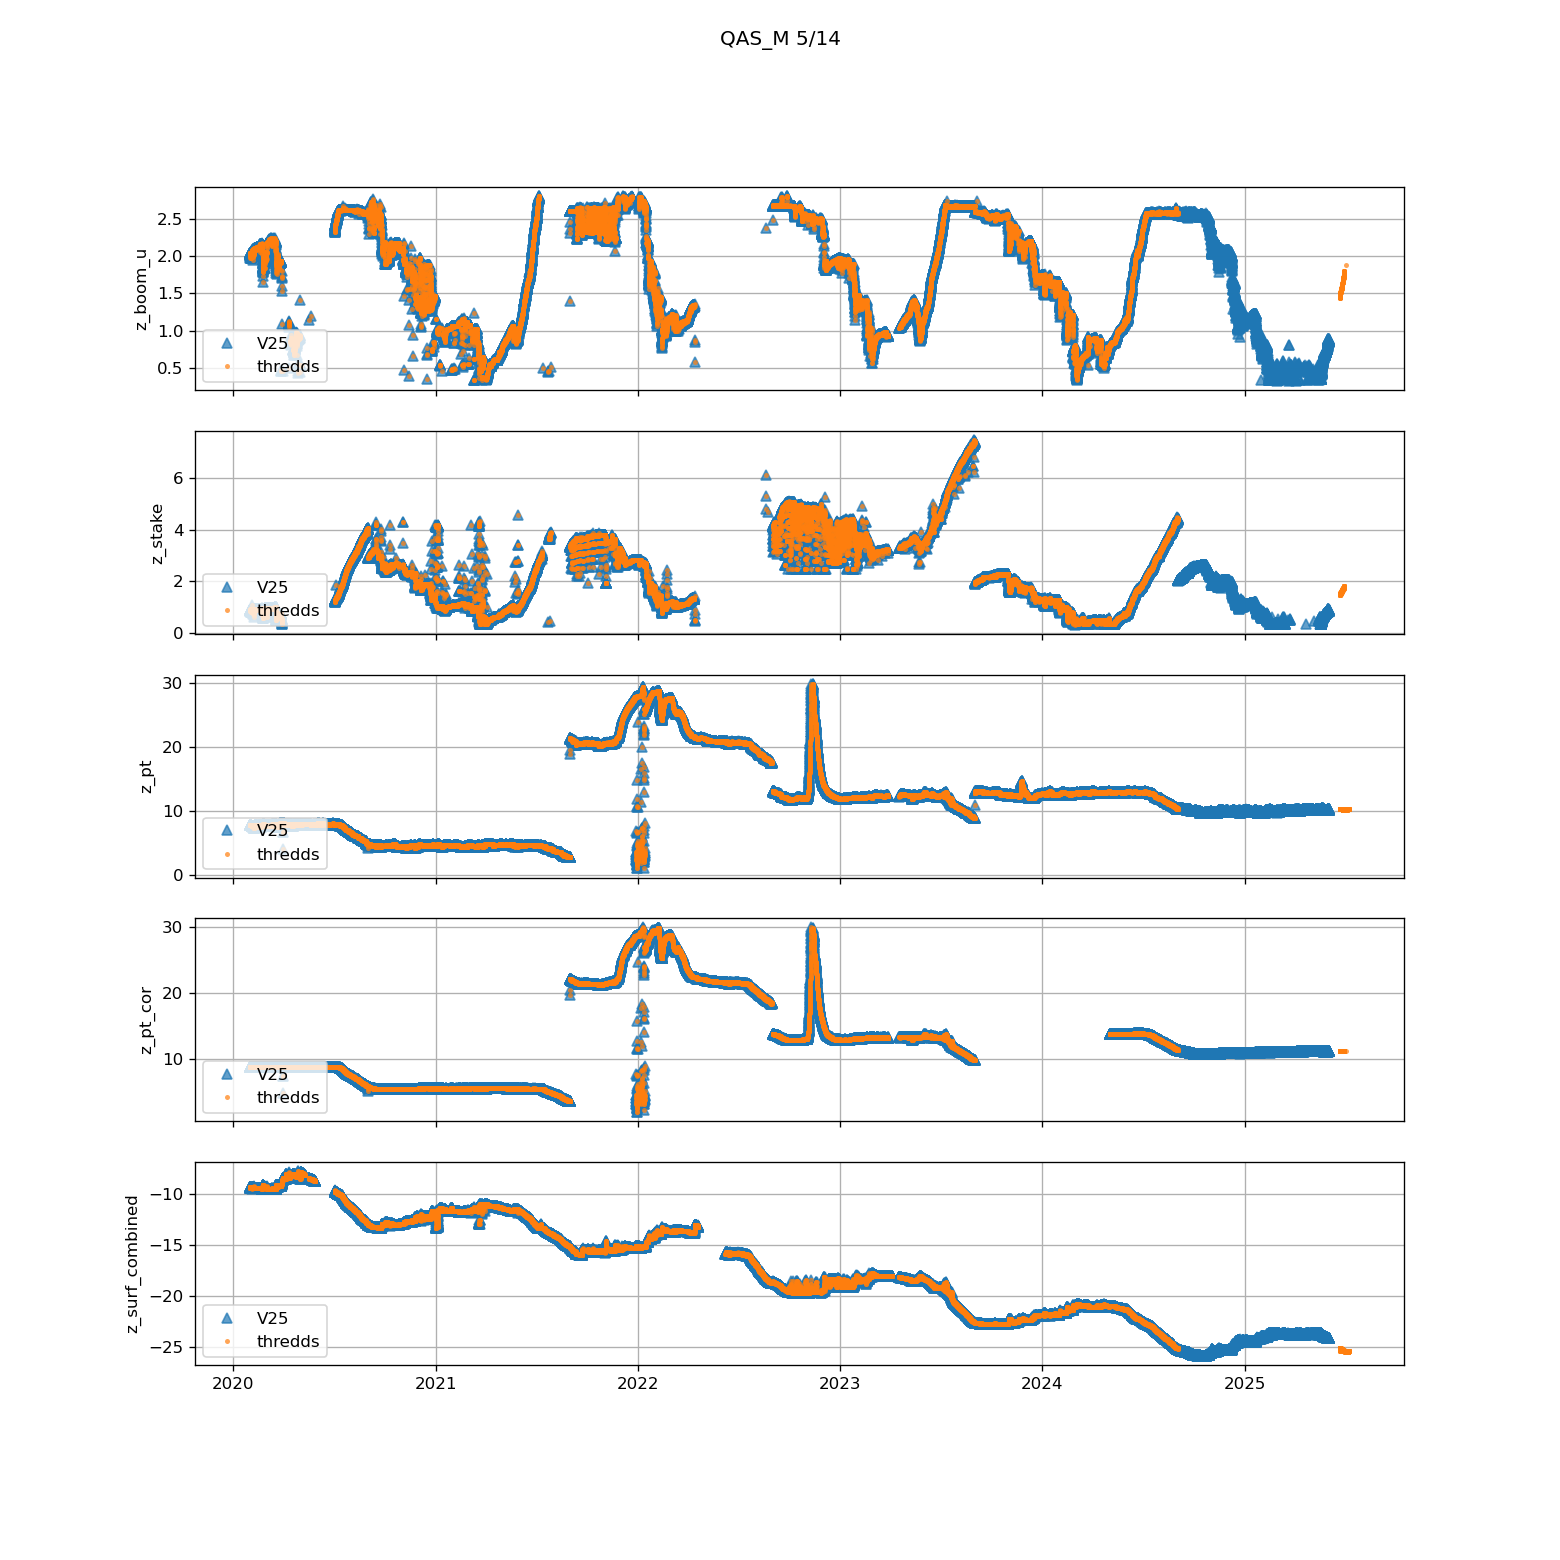 QAS_M 5/14
z_boom_u
2.5
2.0
1.5
1.0
0.5
V25
thredds
z_stake
6
4
2
0
V25
thredds
z_pt
30
20
10
0
V25
thredds
z_pt_cor
30
20
10
V25
thredds
z_surf_combined
−10
−15
−20
−25
V25
thredds
2020 2021 2022 2023 2024 2025